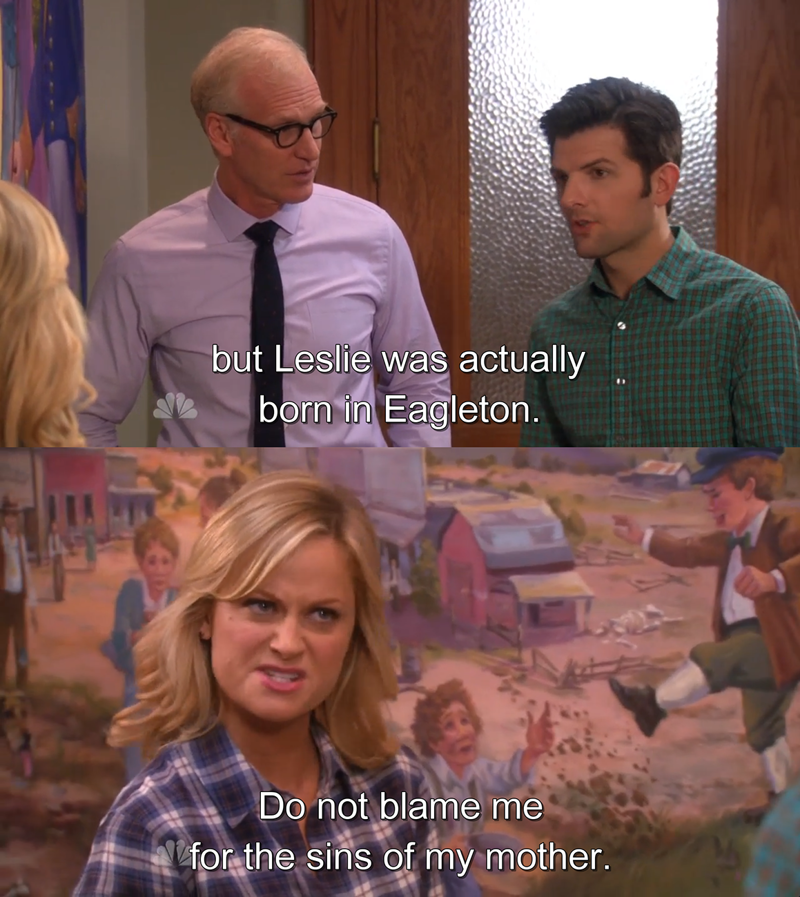 but Leslie was actually
born in Eagleton.
Do not blame me
for the sins of my mother.